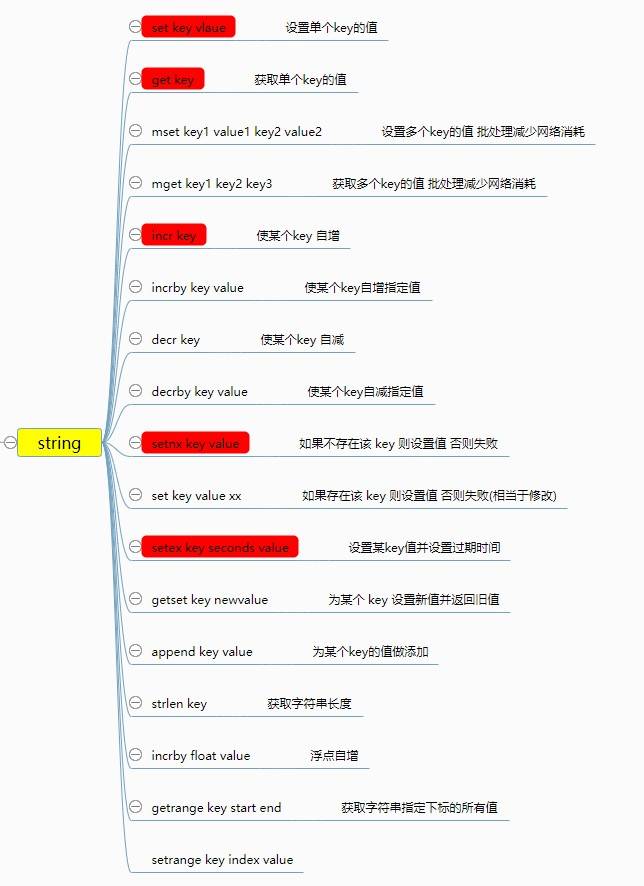 set key vlaue 设置单个key的值
get key 获取单个key的值
mset key1 value1 key2 value2 设置多个key的值 批处理减少网络消耗
mget key1 key2 key3 获取多个key的值 批处理减少网络消耗
incr key 使某个key 自增
incrby key value 使某个key自增指定值
decr key 使某个key 自减
decrby key value 使某个key自减指定值
string
setnx key value 如果不存在该 key 则设置值 否则失败
set key value xx 如果存在该 key 则设置值 否则失败(相当于修改)
setex key seconds value 设置某key值并设置过期时间
getset key newvalue 为某个 key 设置新值并返回旧值
append key value 为某个key的值做添加
strlen key 获取字符串长度
incrby float value 浮点自增
getrange key start end 获取字符串指定下标的所有值
setrange key index value